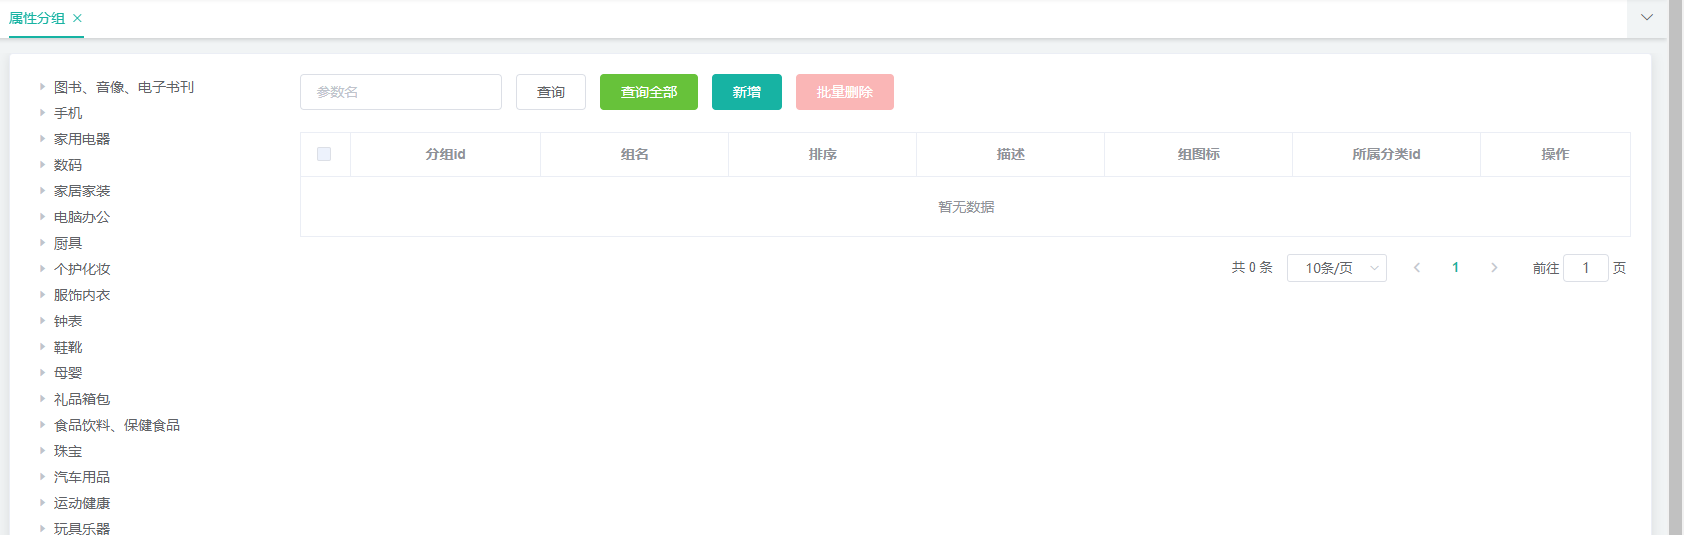 属性分组
图书、音像、电子书刊
手机
家用电器
数码
家居家装
电脑办公
厨具
个护化妆
服饰内衣
钟表
鞋靴
母婴
礼品箱包
食品饮料、保健食品
珠宝
汽车用品
运动健康
玩具乐器
参数名 查询 查询全部 新增 批量删除
分组id 组名 排序 描述 组图标 所属分类id 操作
暂无数据
共 0 条 10条/页 1 前往 1 页